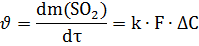 ϑ = dm(SO₂)/dτ = k · F · ΔC